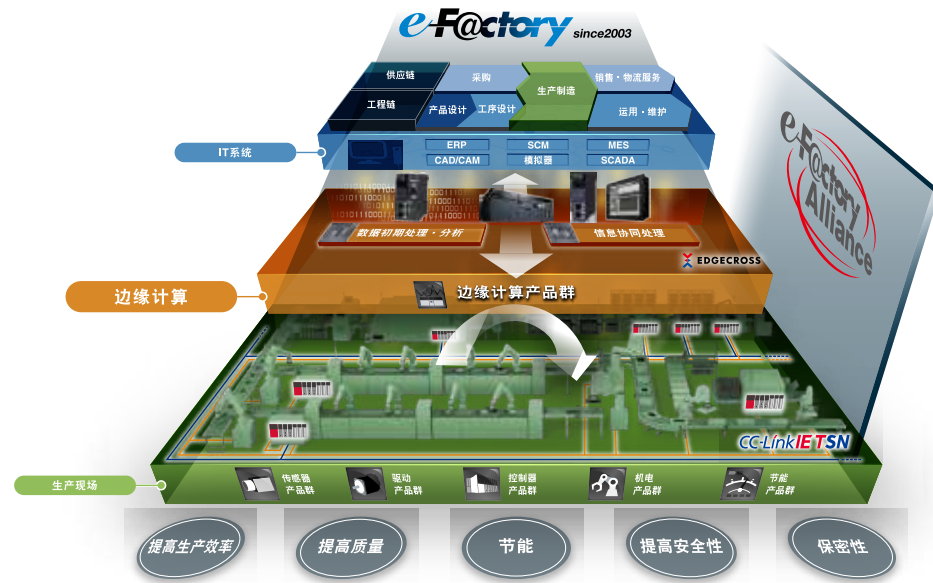 e-F@ctory since2003
供应链
采购
销售・物流服务
生产制造
工程链
产品设计
工序设计
运用・维护
IT系统
ERP
SCM
MES
CAD/CAM
模拟器
SCADA
e-F@ctory
Alliance
数据初期处理・分析
信息协同处理
EDGECROSS
边缘计算
边缘计算产品群
CC-Link IE TSN
生产现场
传感器
产品群
驱动
产品群
控制器
产品群
机电
产品群
节能
产品群
提高生产效率
提高质量
节能
提高安全性
保密性